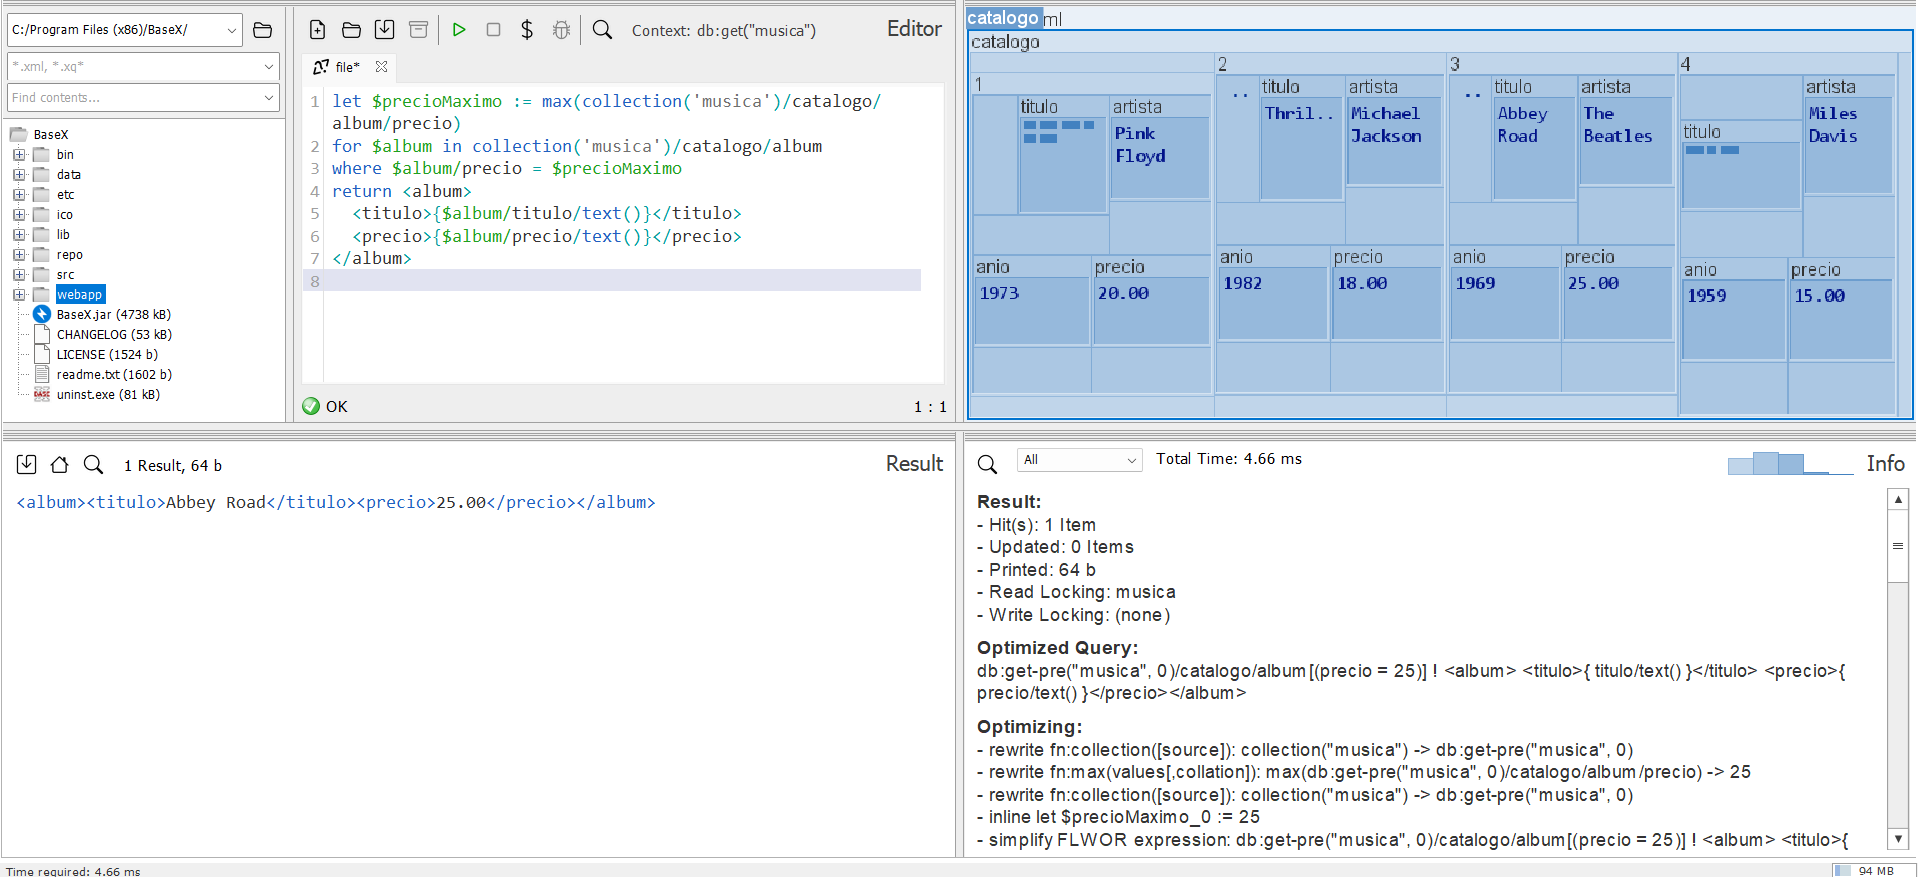 C:/Program Files (x86)/BaseX/
*.xml, *.xq*
Find contents...
BaseX
bin
data
etc
ico
lib
repo
src
webapp
BaseX.jar (4738 kB)
CHANGELOG (53 kB)
LICENSE (1524 b)
readme.txt (1602 b)
uninst.exe (81 kB)
Context: db:get("musica")
Editor
file*
1 let $precioMaximo := max(collection('musica')/catalogo/
album/precio)
2 for $album in collection('musica')/catalogo/album
3 where $album/precio = $precioMaximo
4 return <album>
5 <titulo>{$album/titulo/text()}</titulo>
6 <precio>{$album/precio/text()}</precio>
7 </album>
8
OK
1 : 1
catalogo ml
catalogo
1
titulo
artista
Pink
Floyd
anio
1973
precio
20.00
2
..
titulo
Thril..
artista
Michael
Jackson
anio
1982
precio
18.00
3
..
titulo
Abbey
Road
artista
The
Beatles
anio
1969
precio
25.00
4
titulo
artista
Miles
Davis
anio
1959
precio
15.00
1 Result, 64 b
Result
<album><titulo>Abbey Road</titulo><precio>25.00</precio></album>
All
Total Time: 4.66 ms
Info
Result:
- Hit(s): 1 Item
- Updated: 0 Items
- Printed: 64 b
- Read Locking: musica
- Write Locking: (none)
Optimized Query:
db:get-pre("musica", 0)/catalogo/album[(precio = 25)] ! <album> <titulo>{ titulo/text() }</titulo> <precio>{
precio/text() }</precio></album>
Optimizing:
- rewrite fn:collection([source]): collection("musica") -> db:get-pre("musica", 0)
- rewrite fn:max(values[,collation]): max(db:get-pre("musica", 0)/catalogo/album/precio) -> 25
- rewrite fn:collection([source]): collection("musica") -> db:get-pre("musica", 0)
- inline let $precioMaximo_0 := 25
- simplify FLWOR expression: db:get-pre("musica", 0)/catalogo/album[(precio = 25)] ! <album> <titulo>{
Time required: 4.66 ms
94 MB